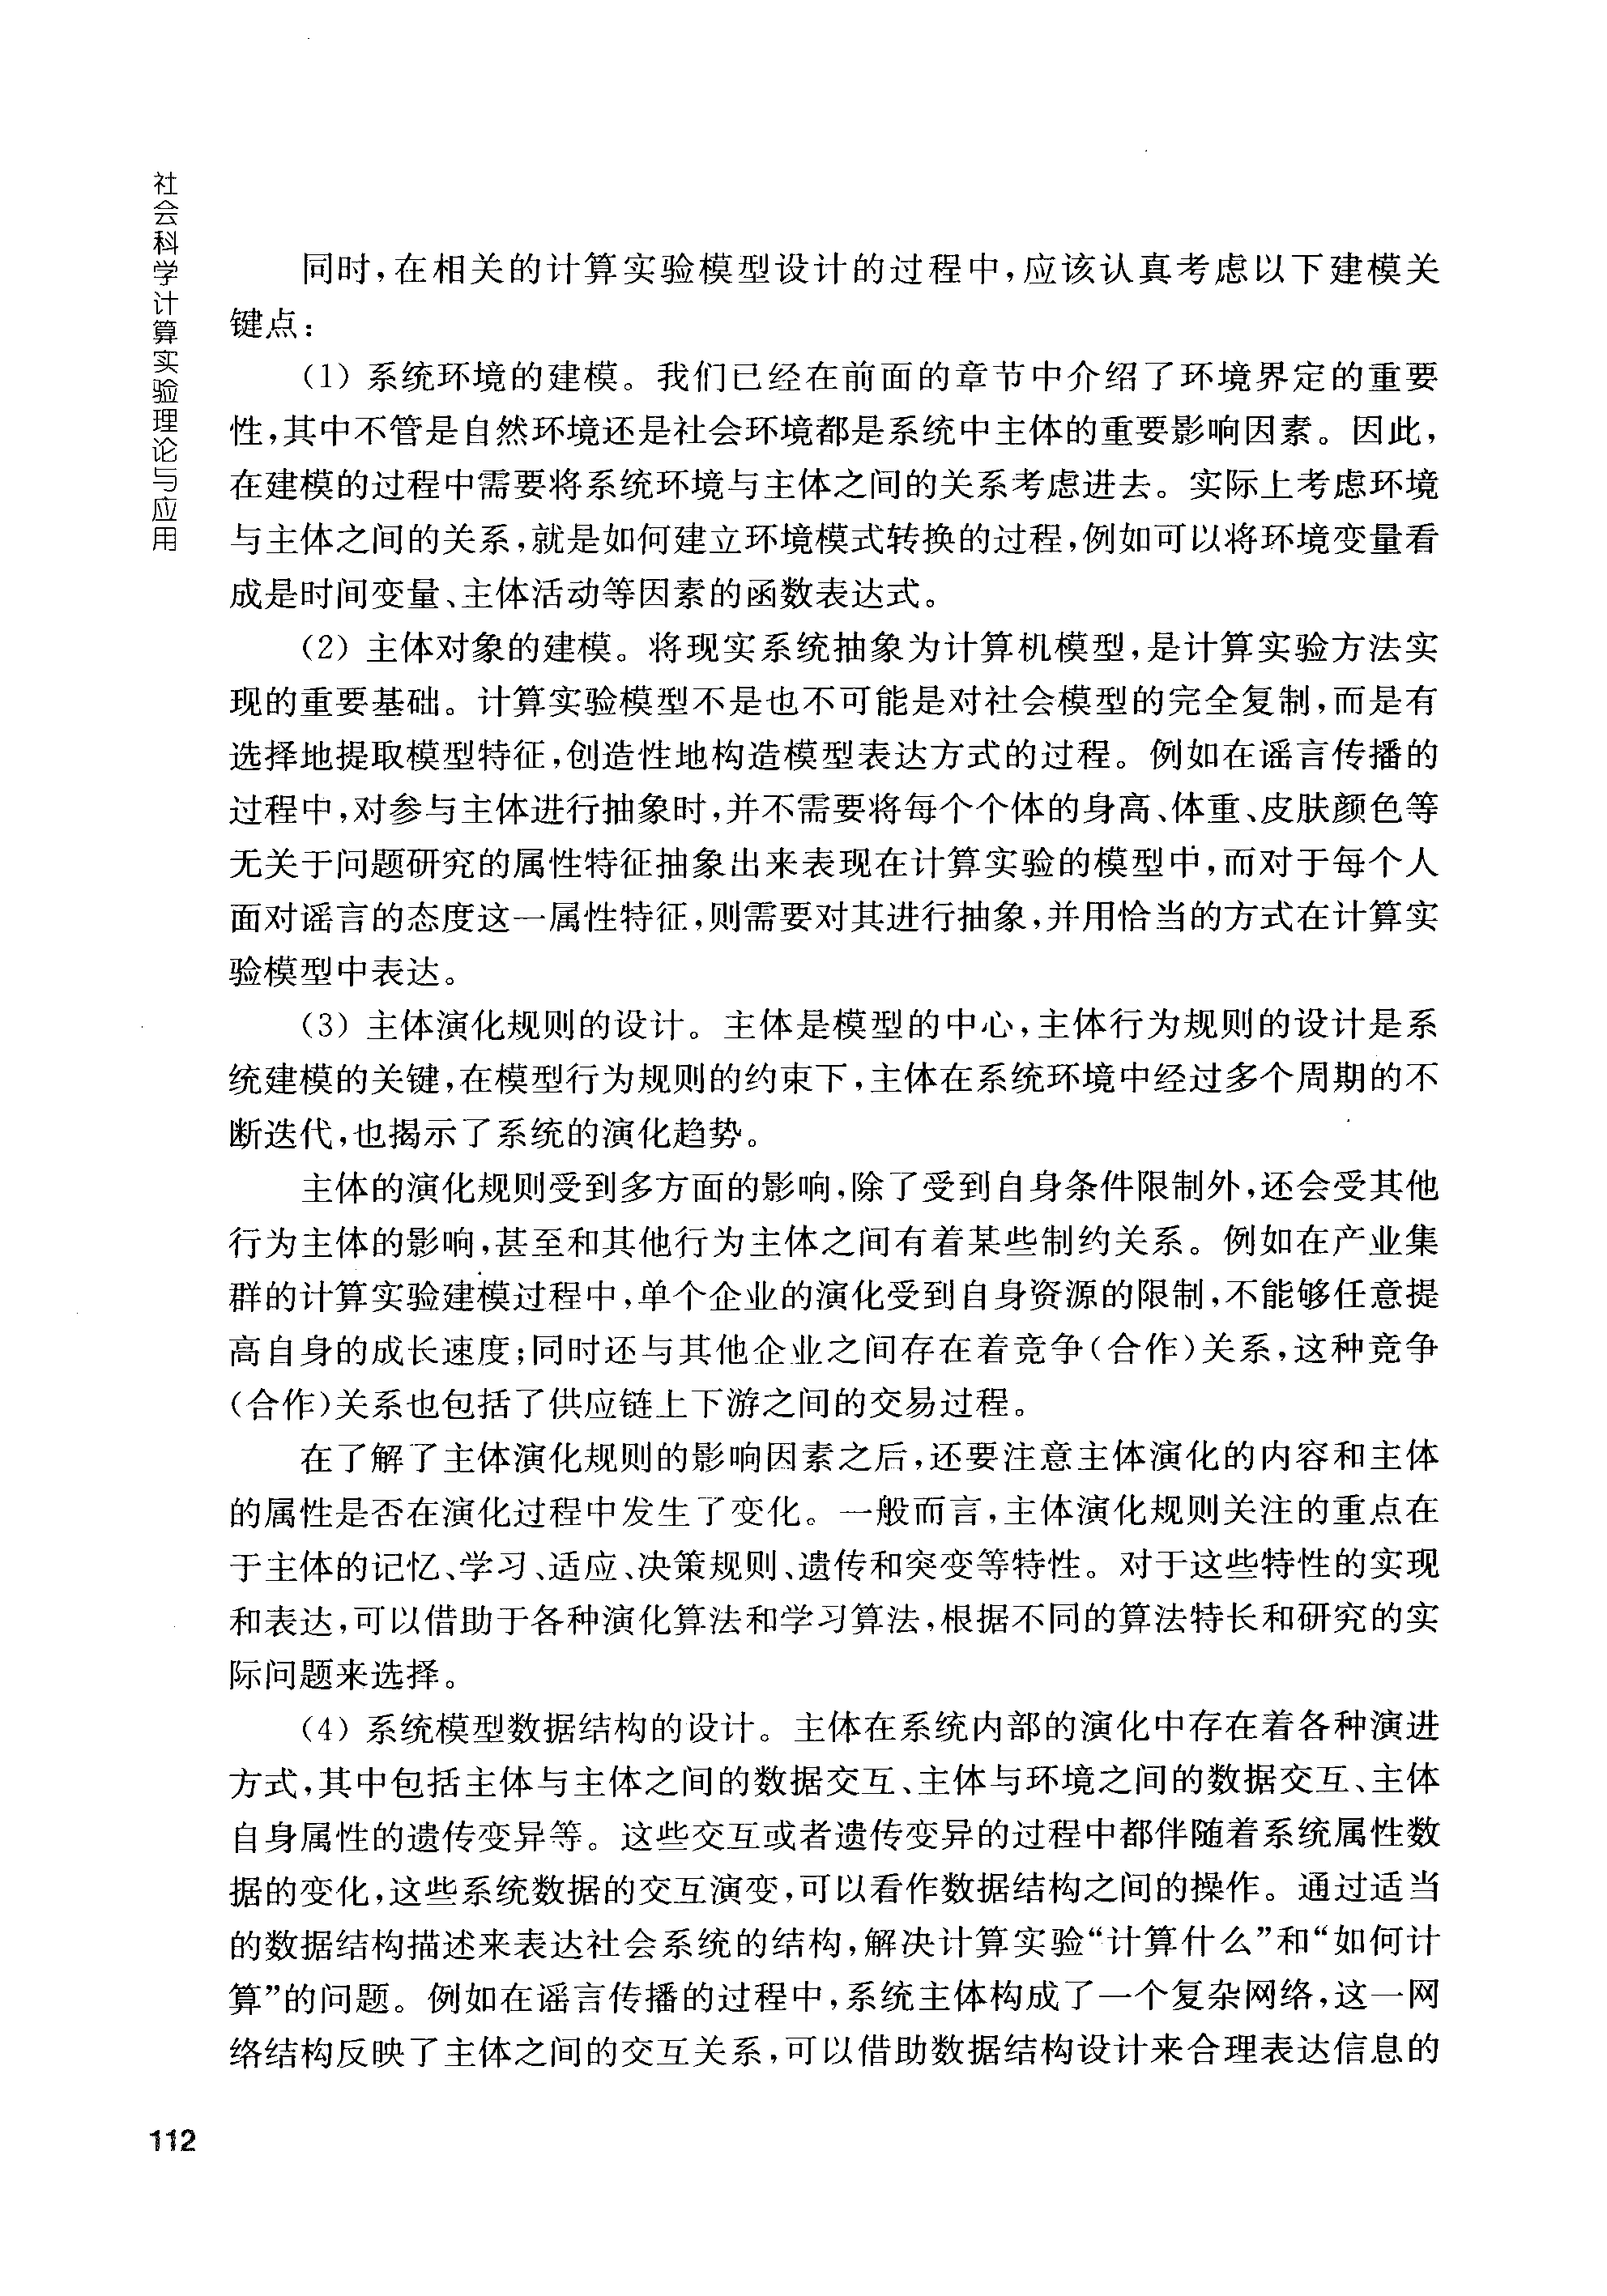 社会科学计算实验理论与应用
同时,在相关的计算实验模型设计的过程中,应该认真考虑以下建模关
键点:
(1) 系统环境的建模。我们已经在前面的章节中介绍了环境界定的重要
性,其中不管是自然环境还是社会环境都是系统中主体的重要影响因素。因此,
在建模的过程中需要将系统环境与主体之间的关系考虑进去。实际上考虑环境
与主体之间的关系,就是如何建立环境模式转换的过程,例如可以将环境变量看
成是时间变量、主体活动等因素的函数表达式。
(2) 主体对象的建模。将现实系统抽象为计算机模型,是计算实验方法实
现的重要基础。计算实验模型不是也不可能是对社会模型的完全复制,而是有
选择地提取模型特征,创造性地构造模型表达方式的过程。例如在谣言传播的
过程中,对参与主体进行抽象时,并不需要将每个个体的身高、体重、皮肤颜色等
无关于问题研究的属性特征抽象出来表现在计算实验的模型中,而对于每个人
面对谣言的态度这一属性特征,则需要对其进行抽象,并用恰当的方式在计算实
验模型中表达。
(3) 主体演化规则的设计。主体是模型的中心,主体行为规则的设计是系
统建模的关键,在模型行为规则的约束下,主体在系统环境中经过多个周期的不
断迭代,也揭示了系统的演化趋势。
主体的演化规则受到多方面的影响,除了受到自身条件限制外,还会受其他
行为主体的影响,甚至和其他行为主体之间有着某些制约关系。例如在产业集
群的计算实验建模过程中,单个企业的演化受到自身资源的限制,不能够任意提
高自身的成长速度;同时还与其他企业之间存在着竞争(合作)关系,这种竞争
(合作)关系也包括了供应链上下游之间的交易过程。
在了解了主体演化规则的影响因素之后,还要注意主体演化的内容和主体
的属性是否在演化过程中发生了变化。一般而言,主体演化规则关注的重点在
于主体的记忆、学习、适应、决策规则、遗传和突变等特性。对于这些特性的实现
和表达,可以借助于各种演化算法和学习算法,根据不同的算法特长和研究的实
际问题来选择。
(4) 系统模型数据结构的设计。主体在系统内部的演化中存在着各种演进
方式,其中包括主体与主体之间的数据交互、主体与环境之间的数据交互、主体
自身属性的遗传变异等。这些交互或者遗传变异的过程中都伴随着系统属性数
据的变化,这些系统数据的交互演变,可以看作数据结构之间的操作。通过适当
的数据结构描述来表达社会系统的结构,解决计算实验“计算什么”和“如何计
算”的问题。例如在谣言传播的过程中,系统主体构成了一个复杂网络,这一网
络结构反映了主体之间的交互关系,可以借助数据结构设计来合理表达信息的
112